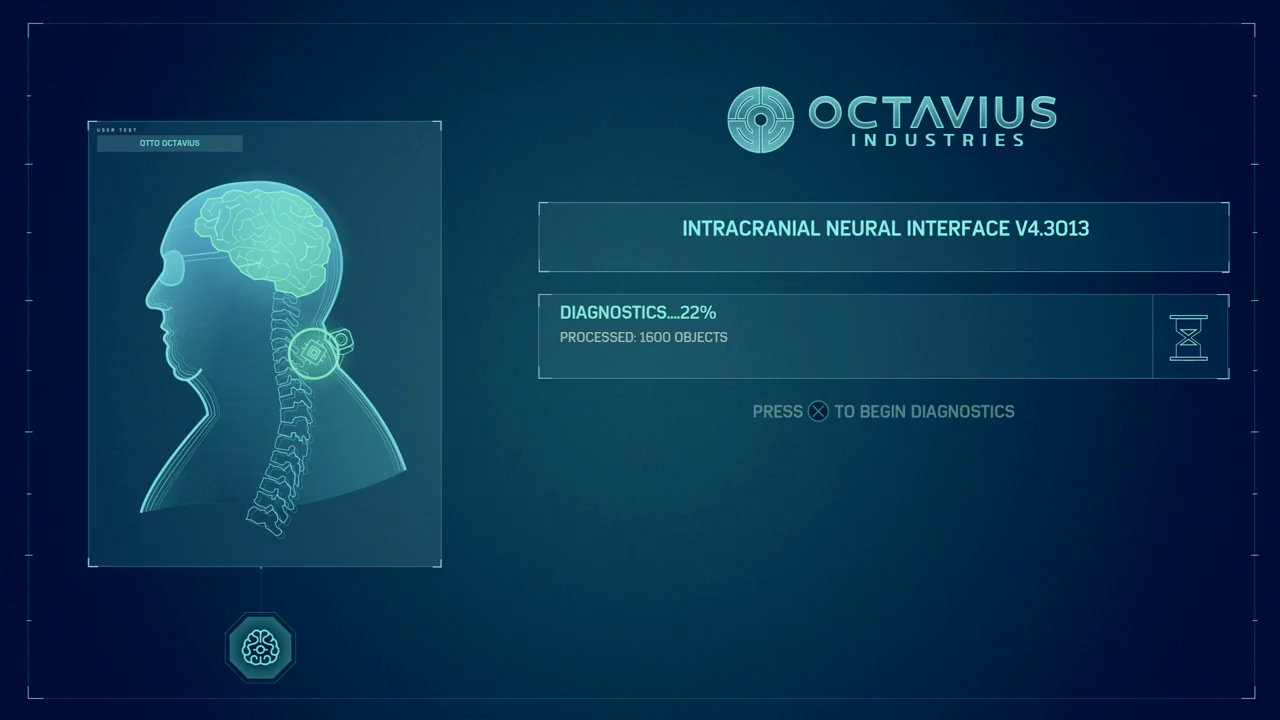 USER TEST
OTTO OCTAVIUS
OCTAVIUS
INDUSTRIES
INTRACRANIAL NEURAL INTERFACE V4.3013
DIAGNOSTICS....22%
PROCESSED: 1600 OBJECTS
PRESS TO BEGIN DIAGNOSTICS